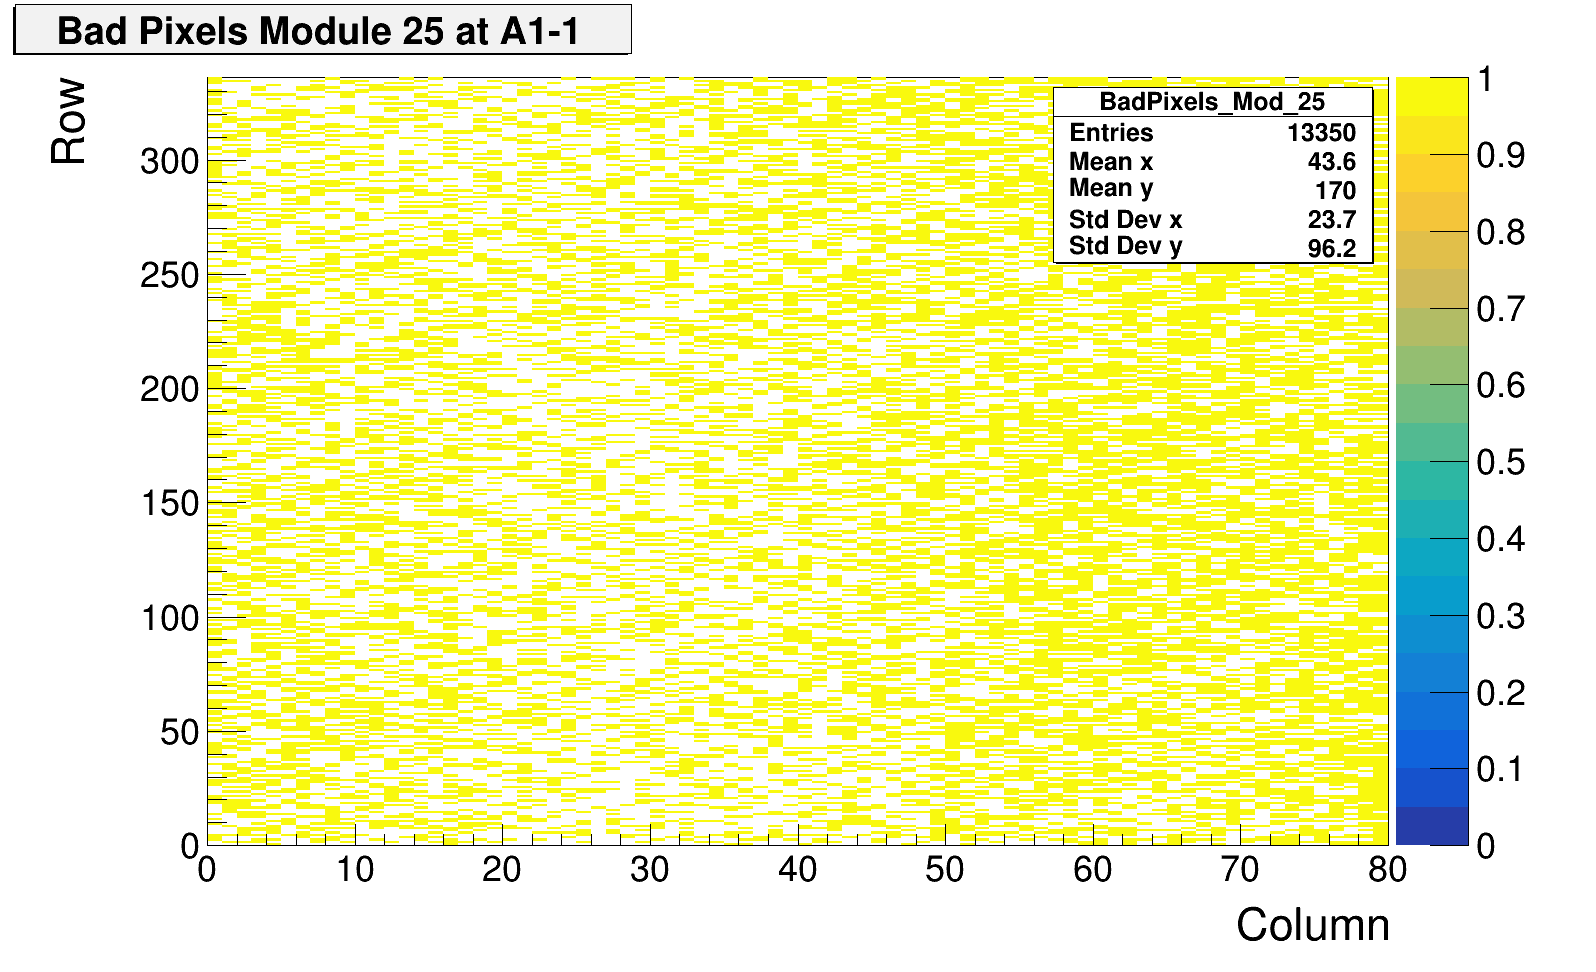 Bad Pixels Module 25 at A1-1
Row
BadPixels_Mod_25
Entries 13350
Mean x 43.6
Mean y 170
Std Dev x 23.7
Std Dev y 96.2
300
250
200
150
100
50
0
0 10 20 30 40 50 60 70 80
Column
1
0.9
0.8
0.7
0.6
0.5
0.4
0.3
0.2
0.1
0